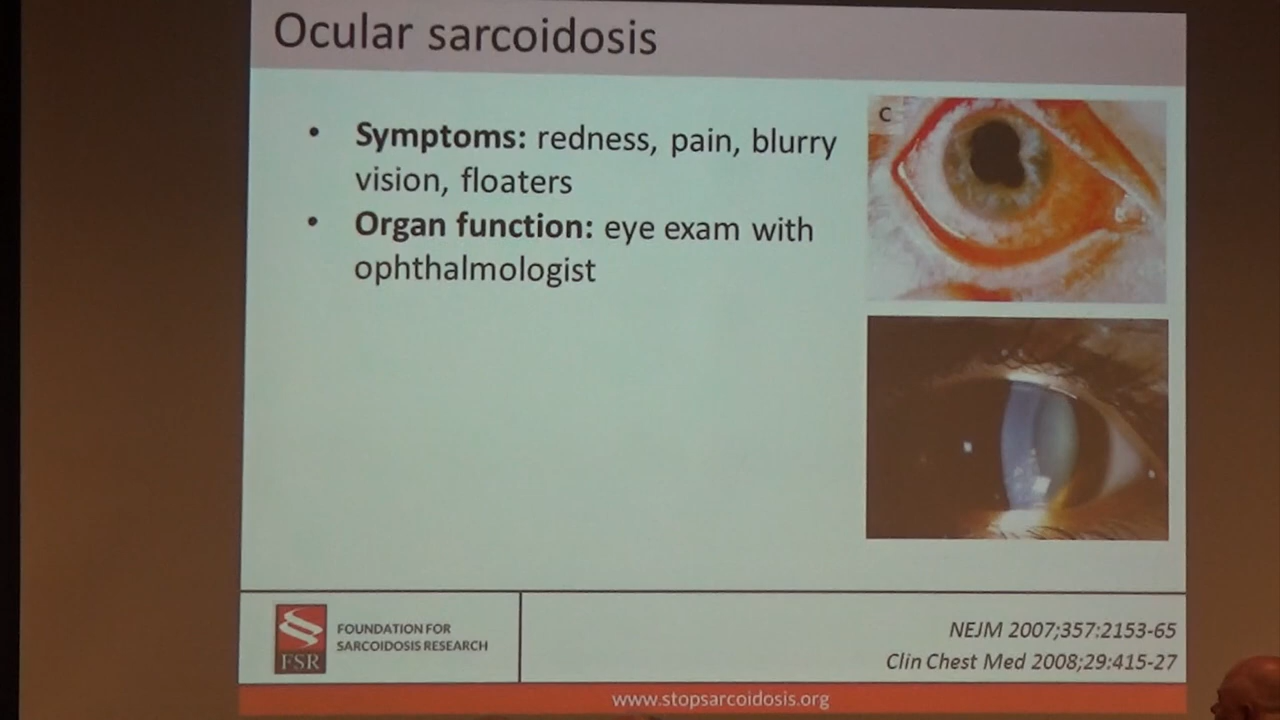 Ocular sarcoidosis
• Symptoms: redness, pain, blurry
vision, floaters
• Organ function: eye exam with
ophthalmologist
C
FSR
FOUNDATION FOR
SARCOIDOSIS RESEARCH
NEJM 2007;357:2153-65
Clin Chest Med 2008;29:415-27
www.stopsarcoidosis.org